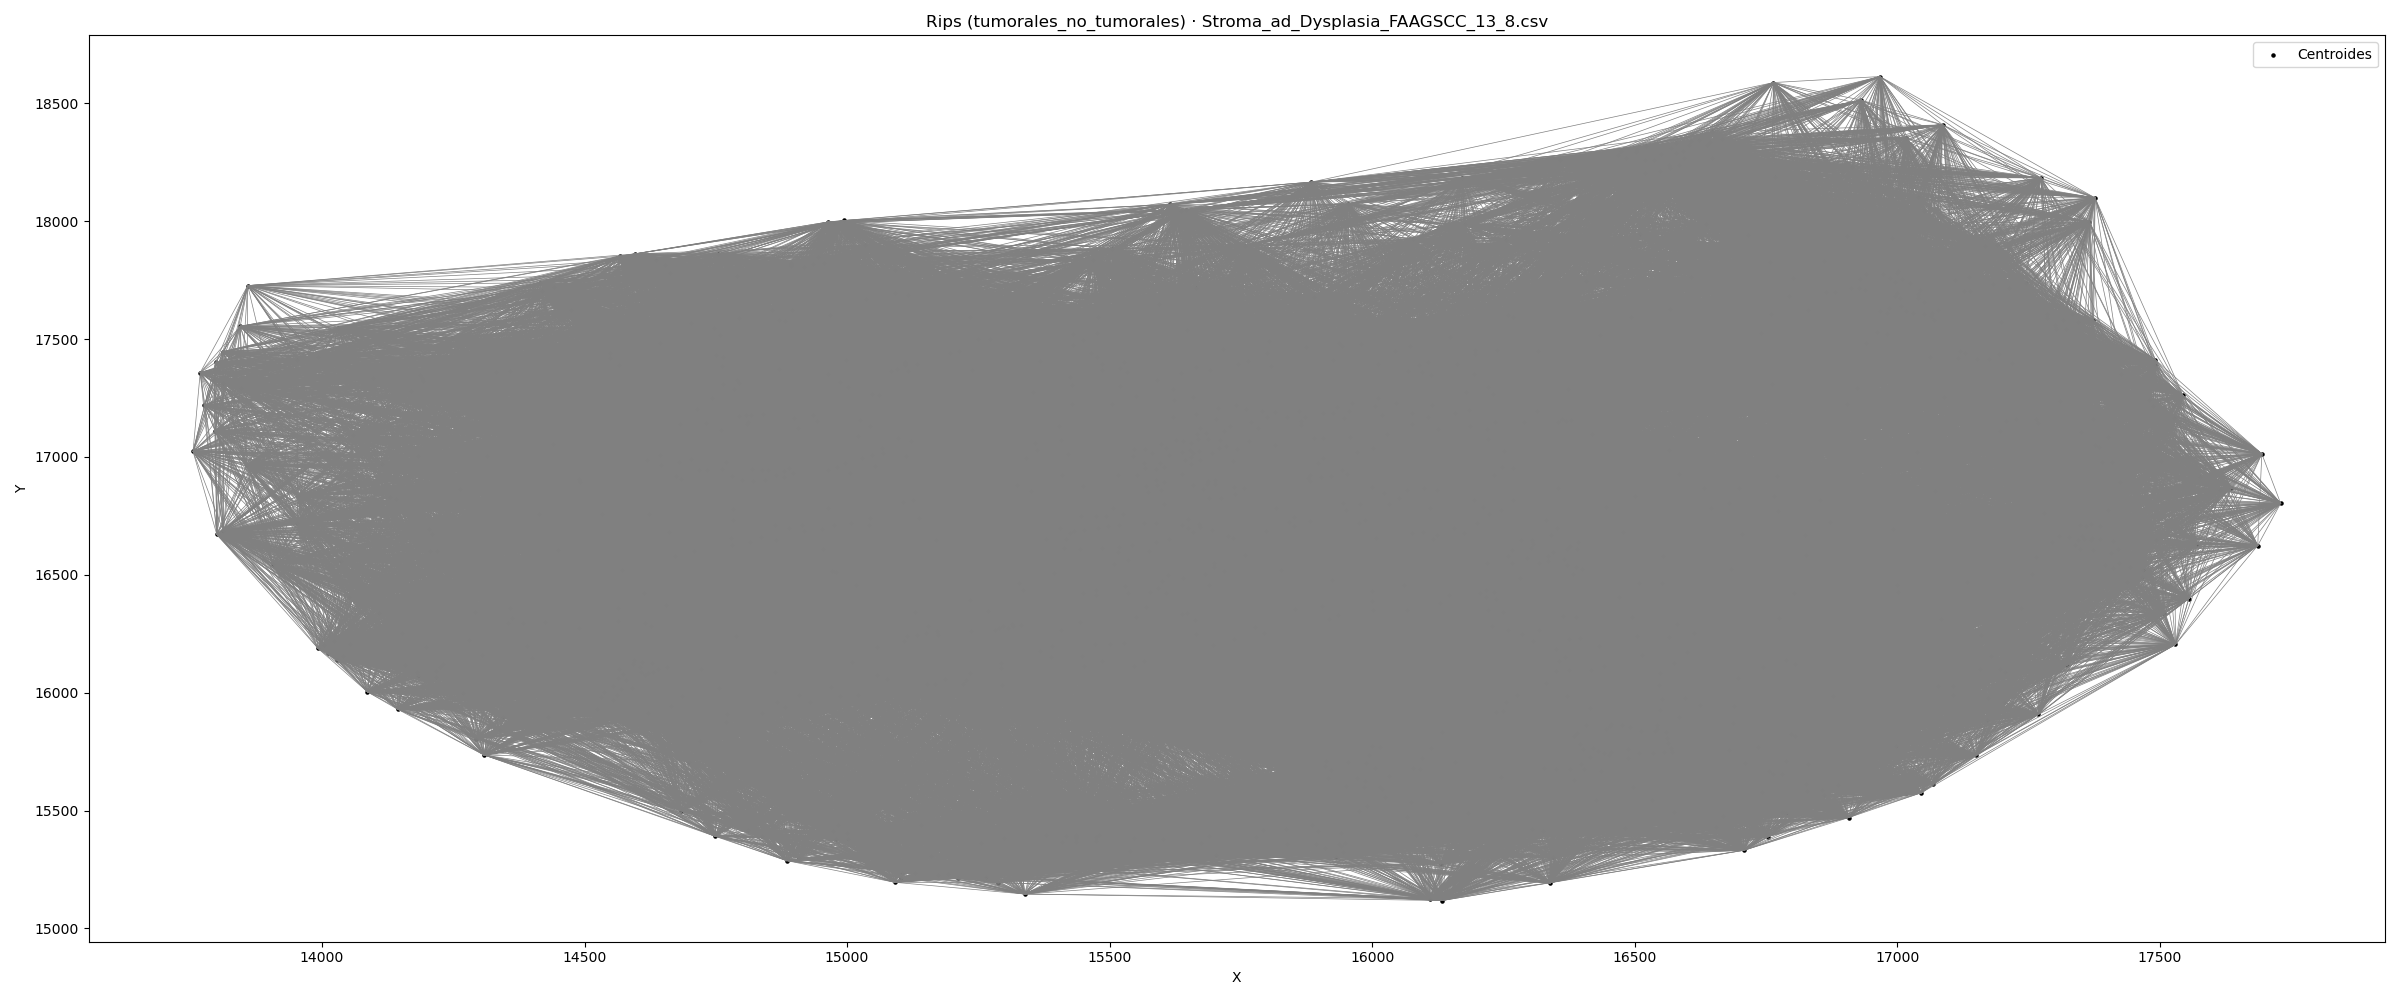 Rips (tumorales_no_tumorales) · Stroma_ad_Dysplasia_FAAGSCC_13_8.csv
Centroides
18500
18000
17500
17000
16500
16000
15500
15000
Y
14000 14500 15000 15500 16000 16500 17000 17500
X